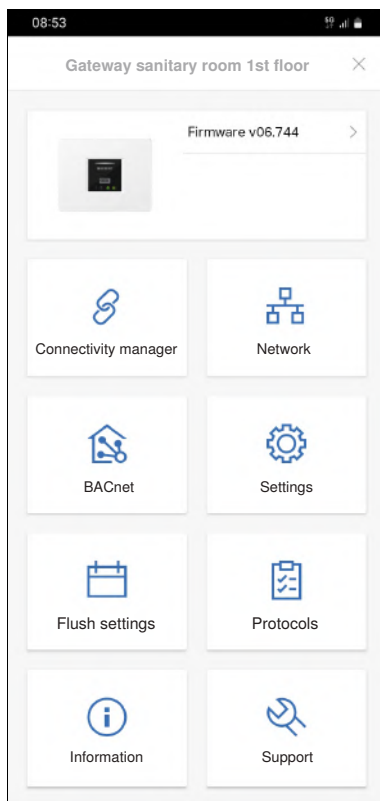 08:53
Gateway sanitary room 1st floor
Firmware v06.744
Connectivity manager
Network
BACnet
Settings
Flush settings
Protocols
Information
Support